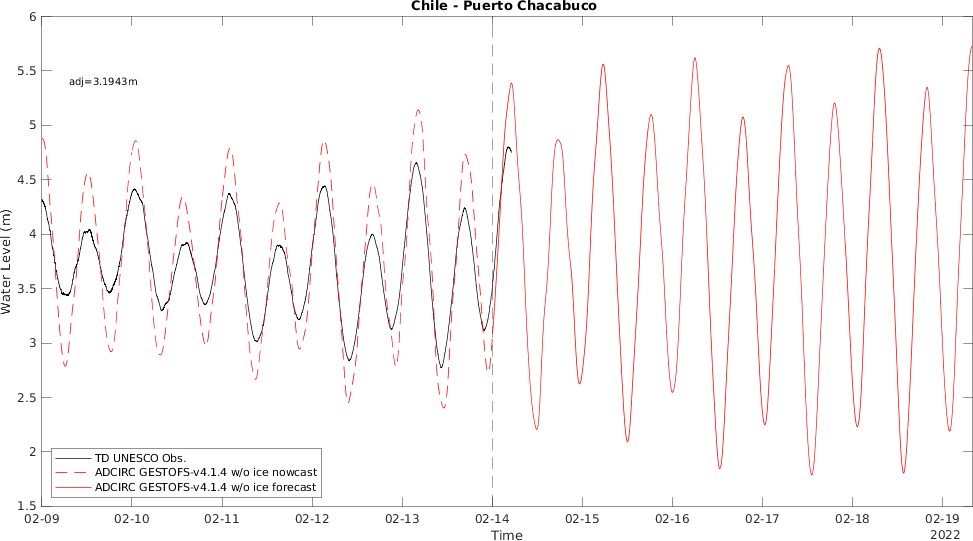 Chile - Puerto Chacabuco
adj=3.1943m
Water Level (m)
6
5.5
5
4.5
4
3.5
3
2.5
2
1.5
TD UNESCO Obs.
ADCIRC GESTOFS-v4.1.4 w/o ice nowcast
ADCIRC GESTOFS-v4.1.4 w/o ice forecast
02-09 02-10 02-11 02-12 02-13 02-14 02-15 02-16 02-17 02-18 02-19
Time
2022